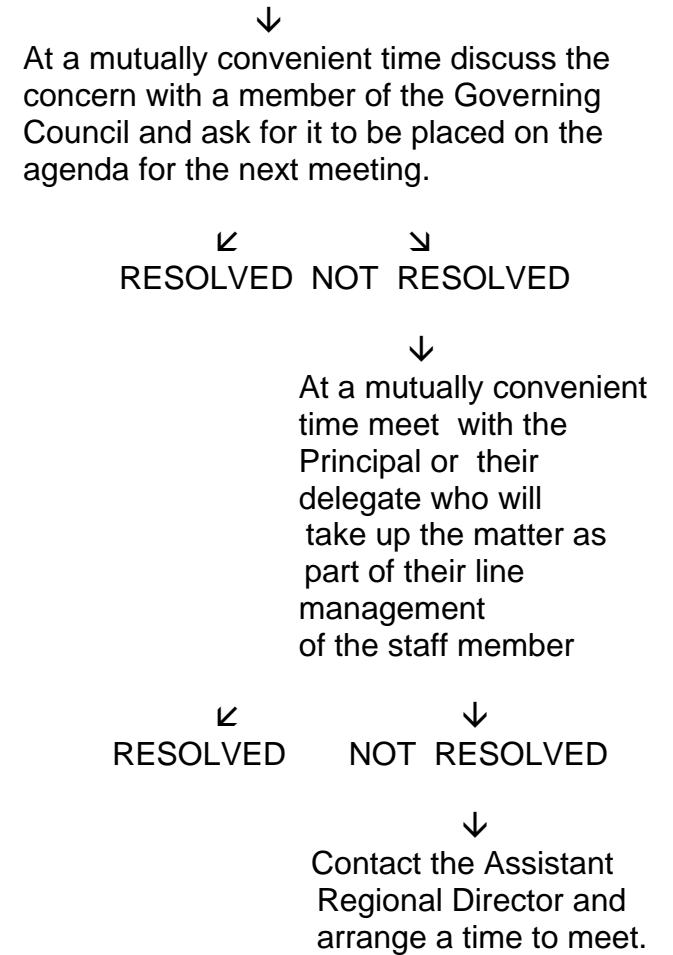 ↓
At a mutually convenient time discuss the
concern with a member of the Governing
Council and ask for it to be placed on the
agenda for the next meeting.
↙ ↘
RESOLVED NOT RESOLVED
↓
At a mutually convenient
time meet with the
Principal or their
delegate who will
take up the matter as
part of their line
management
of the staff member
↙ ↓
RESOLVED NOT RESOLVED
↓
Contact the Assistant
Regional Director and
arrange a time to meet.